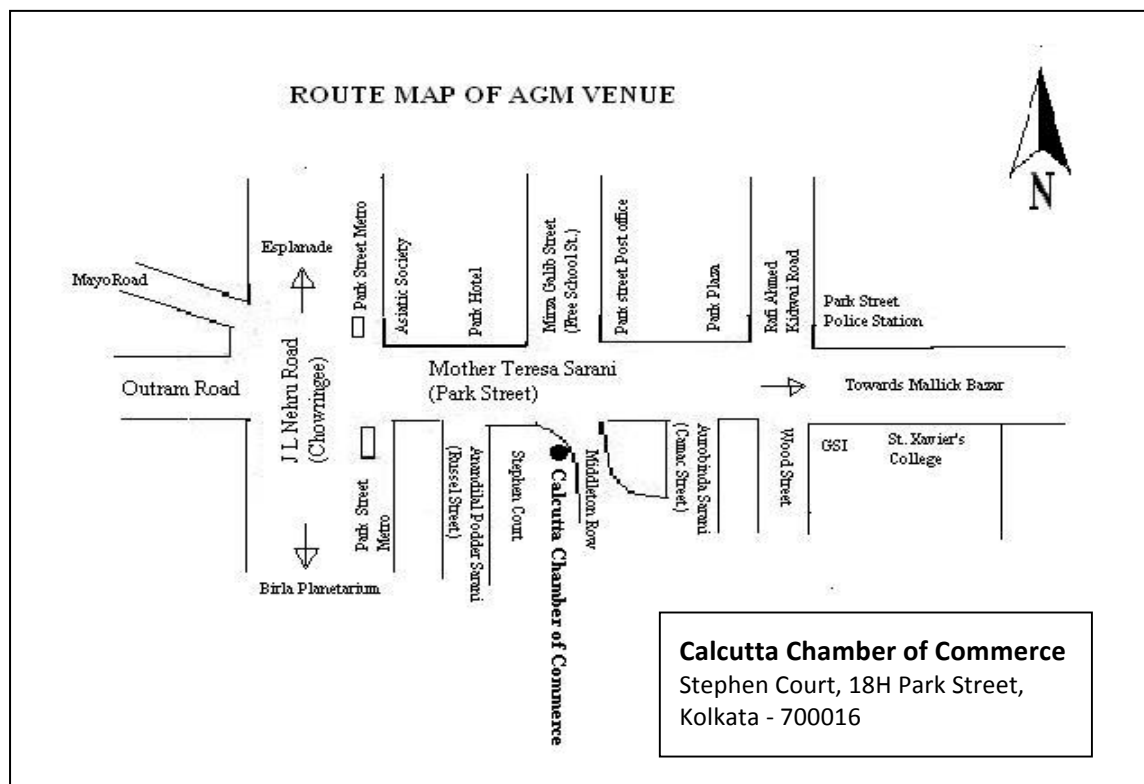 ROUTE MAP OF AGM VENUE
N
Esplanade
Mayo Road
Park Street Metro
Asiatic Society
Park Hotel
Mirza Galib Street
(Free School St.)
Park street Post office
Park Plaza
Rafi Ahmed
Kidwai Road
Park Street
Police Station
Outram Road
J L Nehru Road
(Chowringee)
Mother Teresa Sarani
(Park Street)
Towards Mallick Bazar
Park Street
Metro
Anandilal Podder Sarani
(Russel Street)
Stephen Court
Calcutta Chamber of Commerce
Middleton Row
Aurobinda Sarani
(Camac Street)
Wood Street
GSI
St. Xavier's
College
Birla Planetarium
Calcutta Chamber of Commerce
Stephen Court, 18H Park Street,
Kolkata - 700016